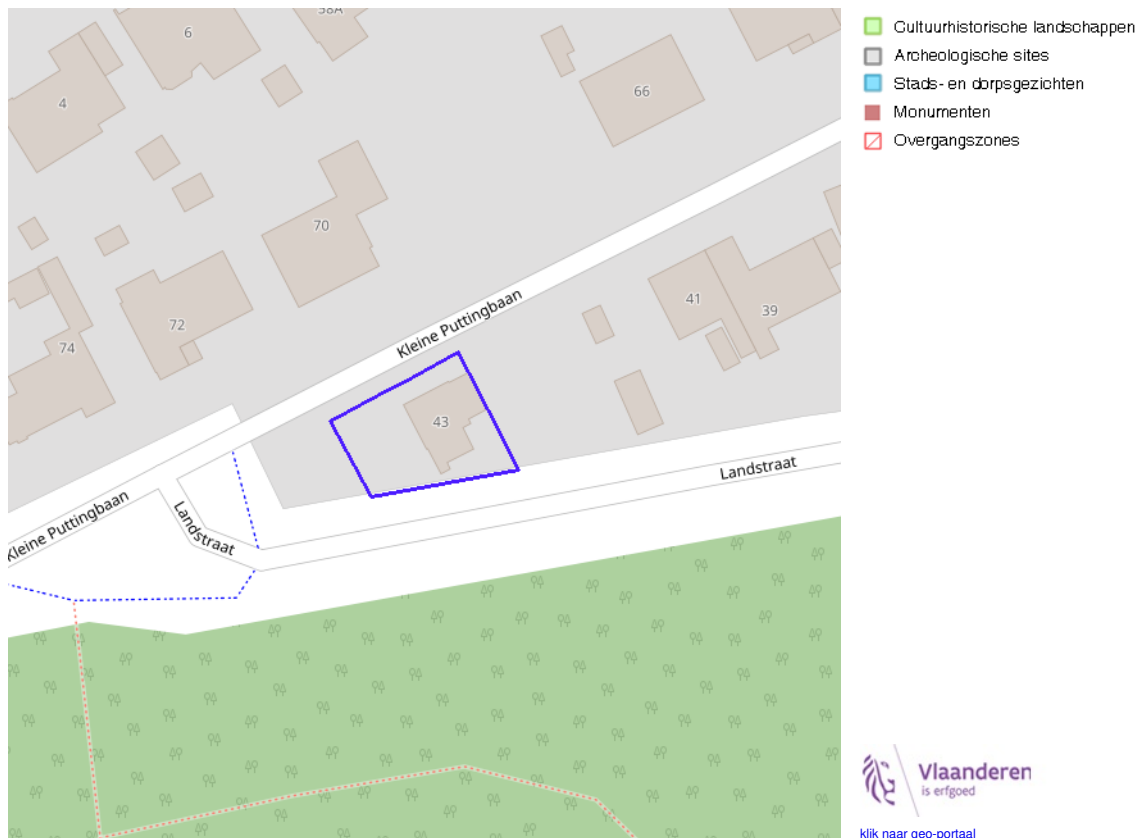 58A
6
4
66
70
72
74
41
39
43
Kleine Puttingbaan
Kleine Puttingbaan
Landstraat
Landstraat
Cultuurhistorische landschappen
Archeologische sites
Stads- en dorpsgezichten
Monumenten
Overgangszones
Vlaanderen
is erfgoed
klik naar geo-portaal